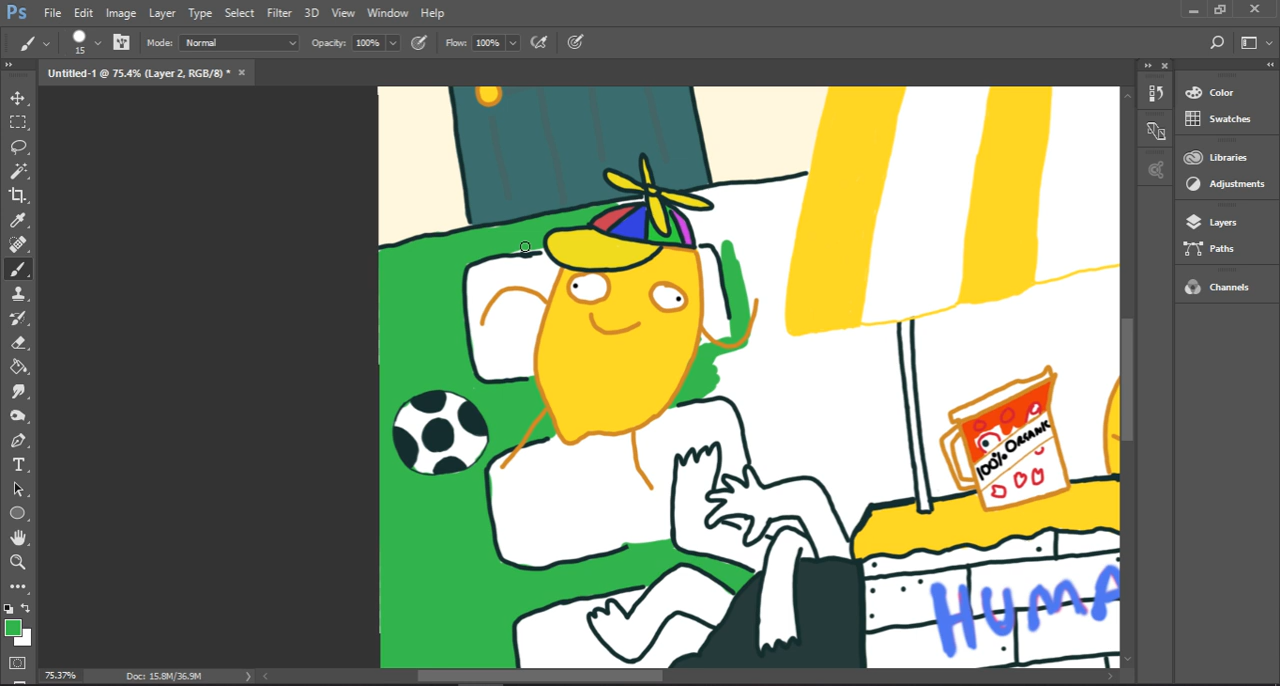 Ps File Edit Image Layer Type Select Filter 3D View Window Help
15 Mode: Normal Opacity: 100% Flow: 100%
Untitled-1 @ 75.4% (Layer 2, RGB/8) *
Color
Swatches
Libraries
Adjustments
Layers
Paths
Channels
100% ORGANIC
HUMA
75.37% Doc: 15.8M/36.9M